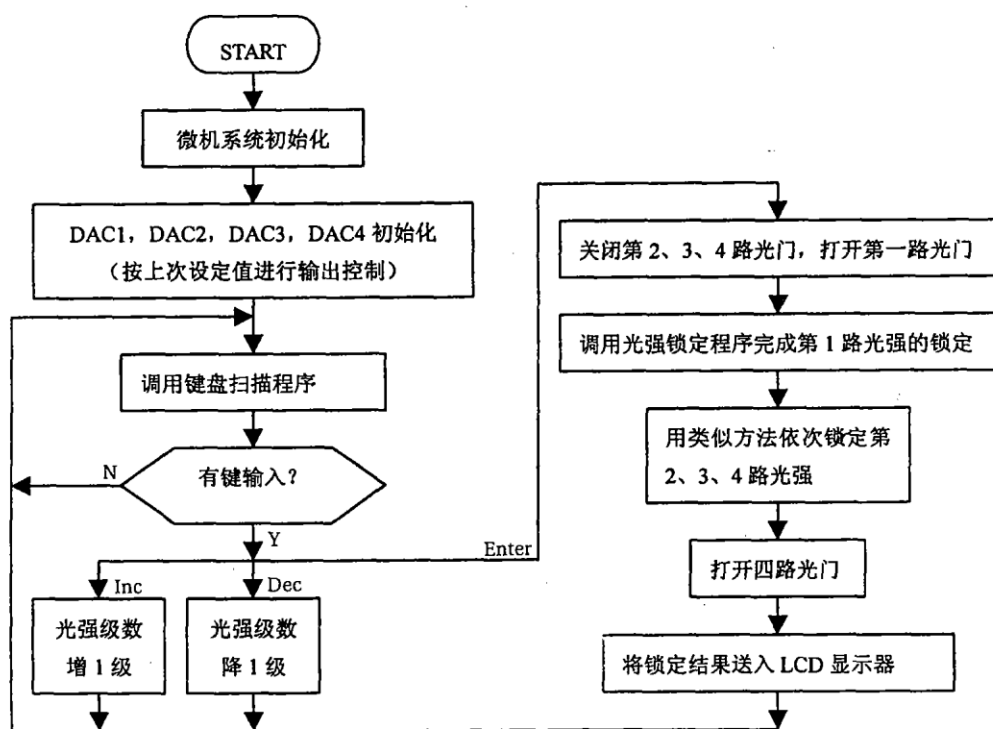 START
微机系统初始化
DAC1，DAC2，DAC3，DAC4 初始化
（按上次设定值进行输出控制）
调用键盘扫描程序
有键输入？
N
Y
Inc
Dec
Enter
光强级数
增 1 级
光强级数
降 1 级
关闭第 2、3、4 路光门，打开第一路光门
调用光强锁定程序完成第 1 路光强的锁定
用类似方法依次锁定第
2、3、4 路光强
打开四路光门
将锁定结果送入 LCD 显示器